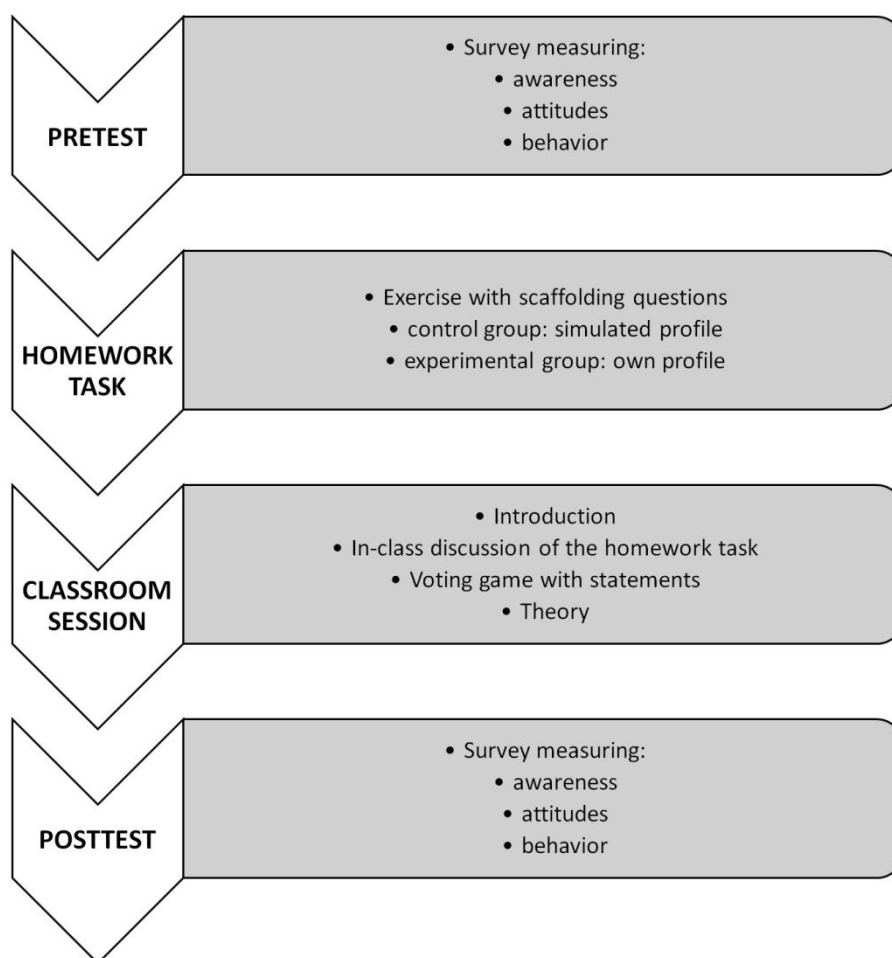 PRETEST
• Survey measuring:
• awareness
• attitudes
• behavior
HOMEWORK
TASK
• Exercise with scaffolding questions
• control group: simulated profile
• experimental group: own profile
CLASSROOM
SESSION
• Introduction
• In-class discussion of the homework task
• Voting game with statements
• Theory
POSTTEST
• Survey measuring:
• awareness
• attitudes
• behavior